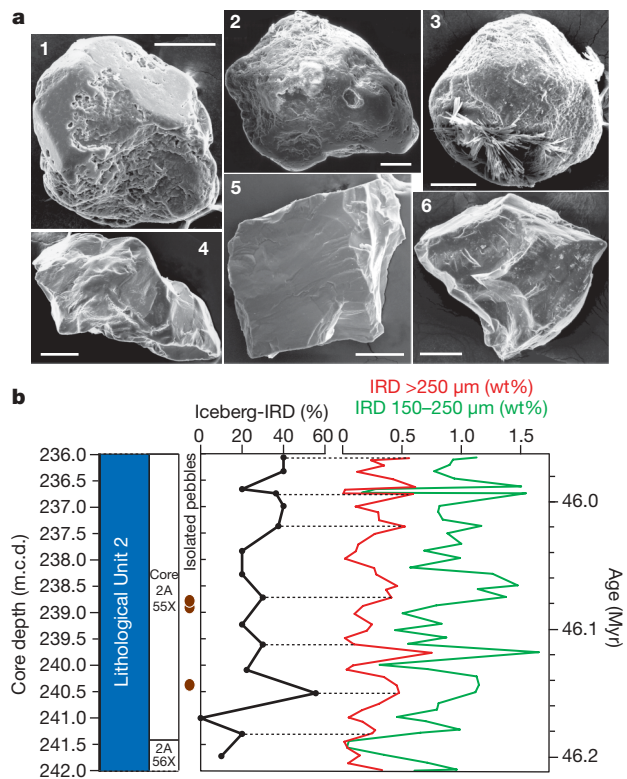 a
1
2
3
4
5
6
b
IRD >250 μm (wt%)
Iceberg-IRD (%)
IRD 150–250 μm (wt%)
0 20 40 60
0 0.5 1.0 1.5
Core depth (m.c.d.)
236.0
236.5
237.0
237.5
238.0
238.5
239.0
239.5
240.0
240.5
241.0
241.5
242.0
Lithological Unit 2
Core
2A
55X
2A
56X
Isolated pebbles
46.0
46.1
46.2
Age (Myr)